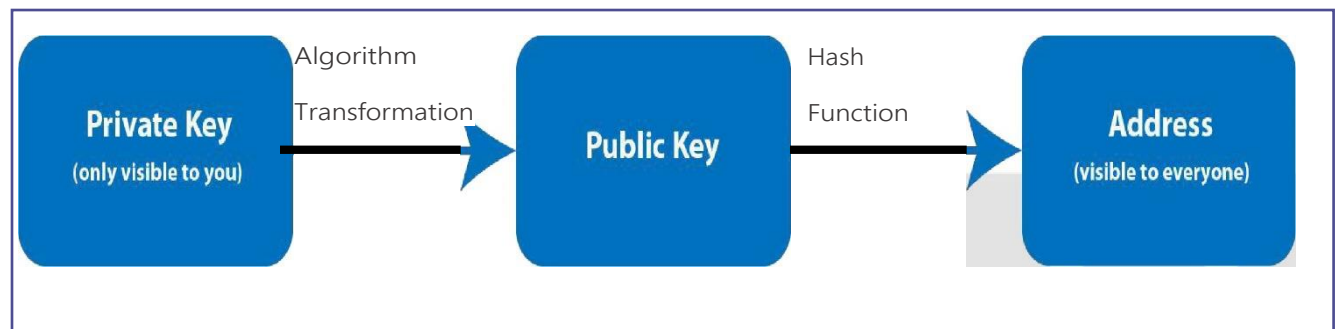 Private Key
(only visible to you)
Algorithm
Transformation
Public Key
Hash
Function
Address
(visible to everyone)